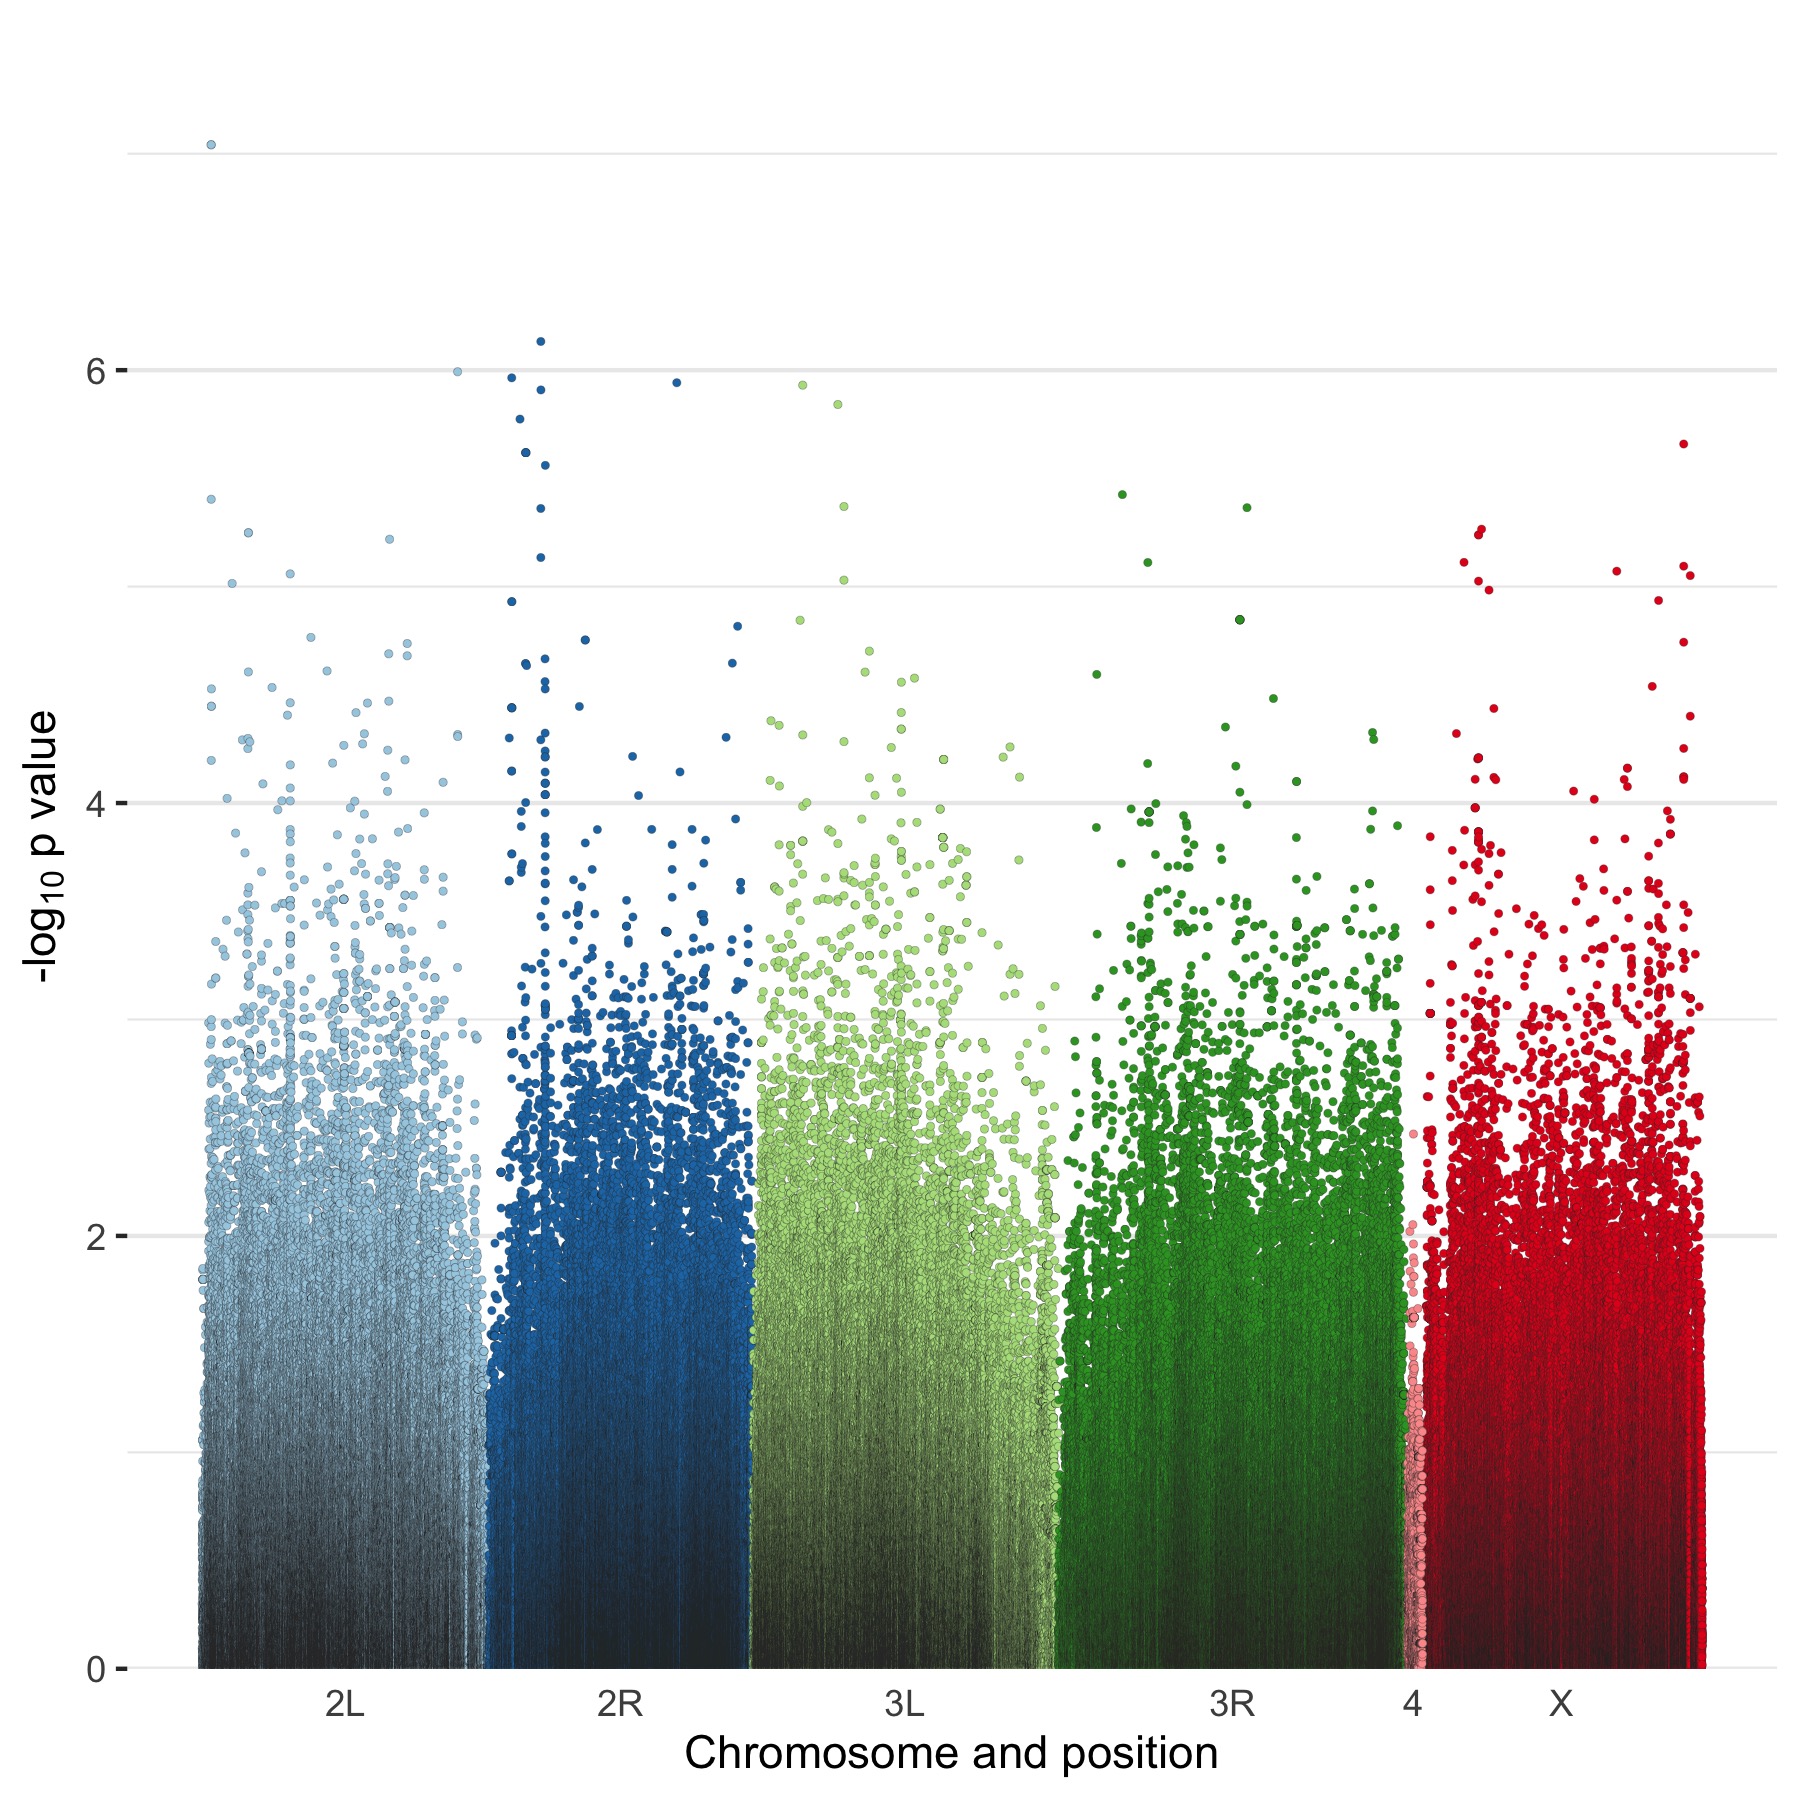 -log₁₀ p value
6
4
2
0
2L 2R 3L 3R 4 X
Chromosome and position